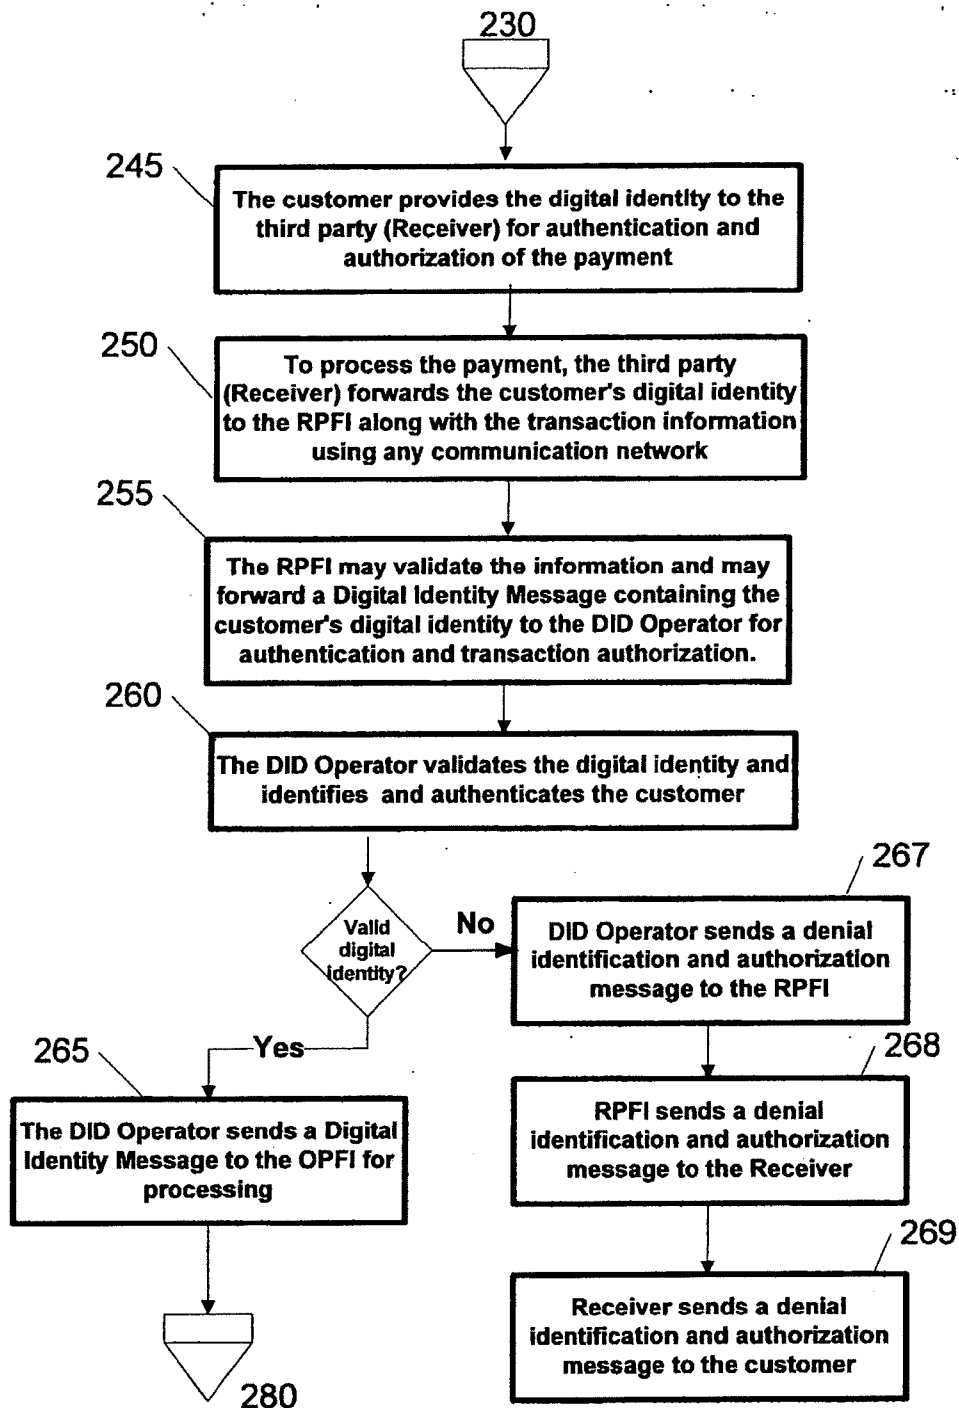 230
245
The customer provides the digital identity to the
third party (Receiver) for authentication and
authorization of the payment
250
To process the payment, the third party
(Receiver) forwards the customer's digital identity
to the RPFI along with the transaction information
using any communication network
255
The RPFI may validate the information and may
forward a Digital Identity Message containing the
customer's digital identity to the DID Operator for
authentication and transaction authorization.
260
The DID Operator validates the digital identity and
identifies and authenticates the customer
Valid
digital
identity?
No
267
DID Operator sends a denial
identification and authorization
message to the RPFI
Yes
265
The DID Operator sends a Digital
Identity Message to the OPFI for
processing
268
RPFI sends a denial
identification and authorization
message to the Receiver
269
Receiver sends a denial
identification and authorization
message to the customer
280